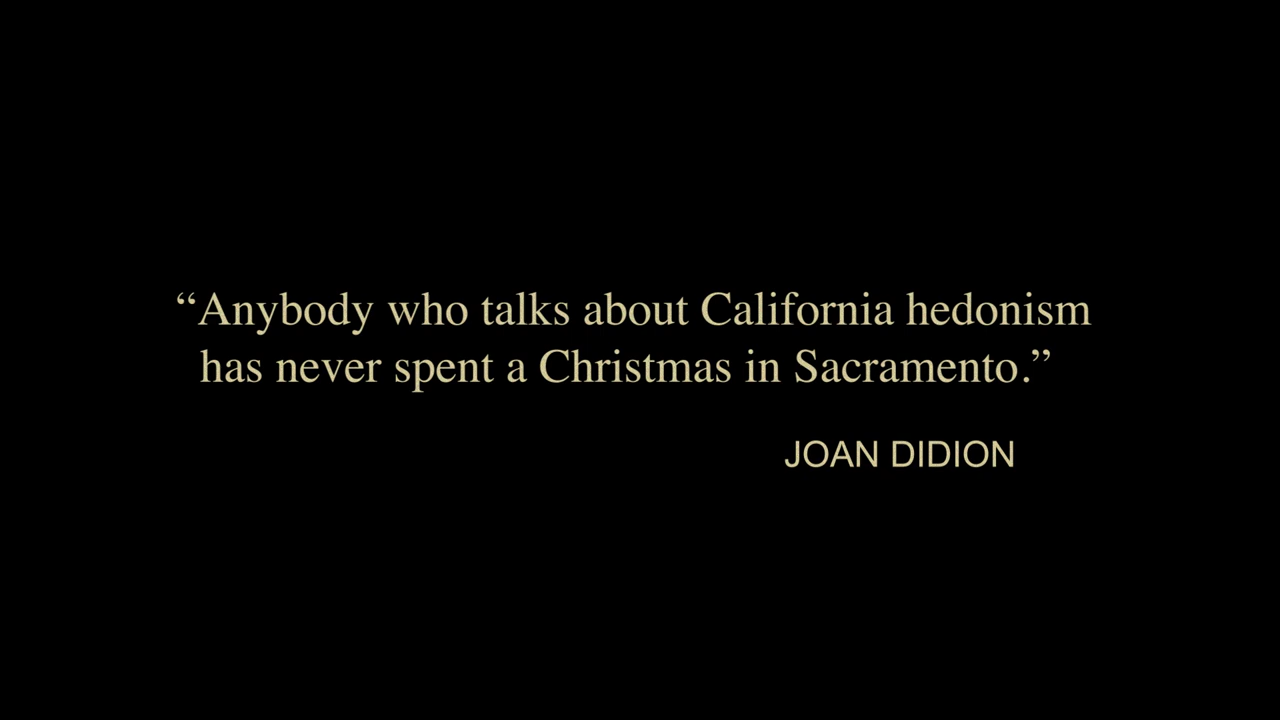 “Anybody who talks about California hedonism
has never spent a Christmas in Sacramento.”
JOAN DIDION